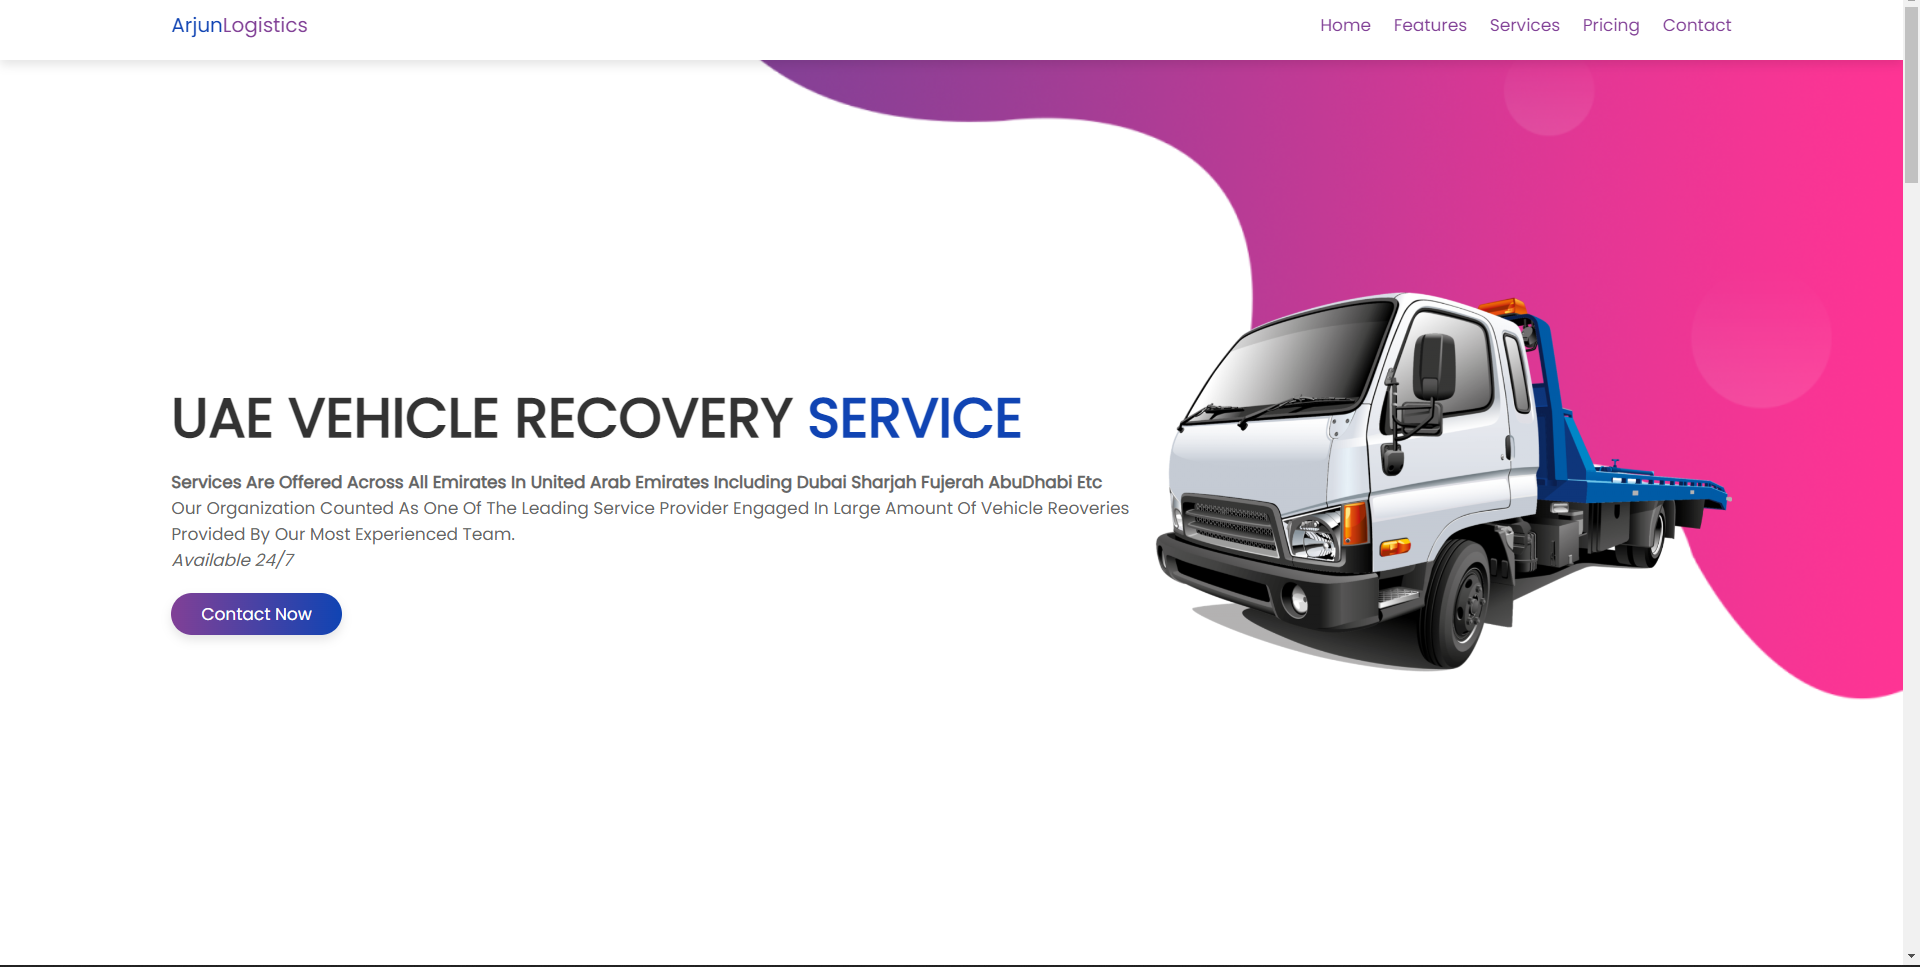 ArjunLogistics
Home Features Services Pricing Contact
UAE VEHICLE RECOVERY SERVICE
Services Are Offered Across All Emirates In United Arab Emirates Including Dubai Sharjah Fujerah AbuDhabi Etc
Our Organization Counted As One Of The Leading Service Provider Engaged In Large Amount Of Vehicle Reoveries
Provided By Our Most Experienced Team.
Available 24/7
Contact Now